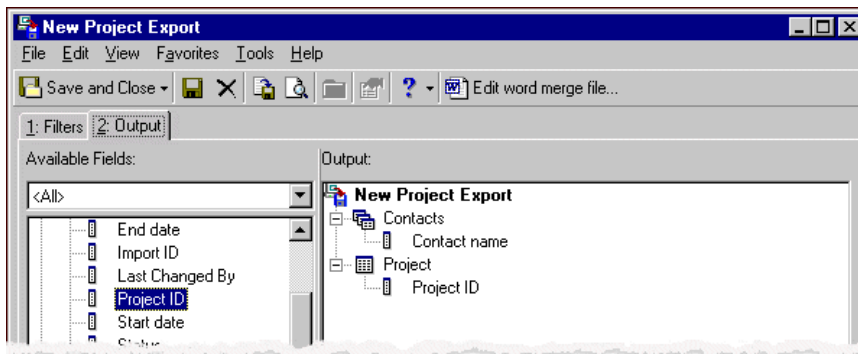 New Project Export
File Edit View Favorites Tools Help
Save and Close ? Edit word merge file...
1: Filters 2: Output
Available Fields:
<All>
End date
Import ID
Last Changed By
Project ID
Start date
Status
Output:
New Project Export
Contacts
Contact name
Project
Project ID